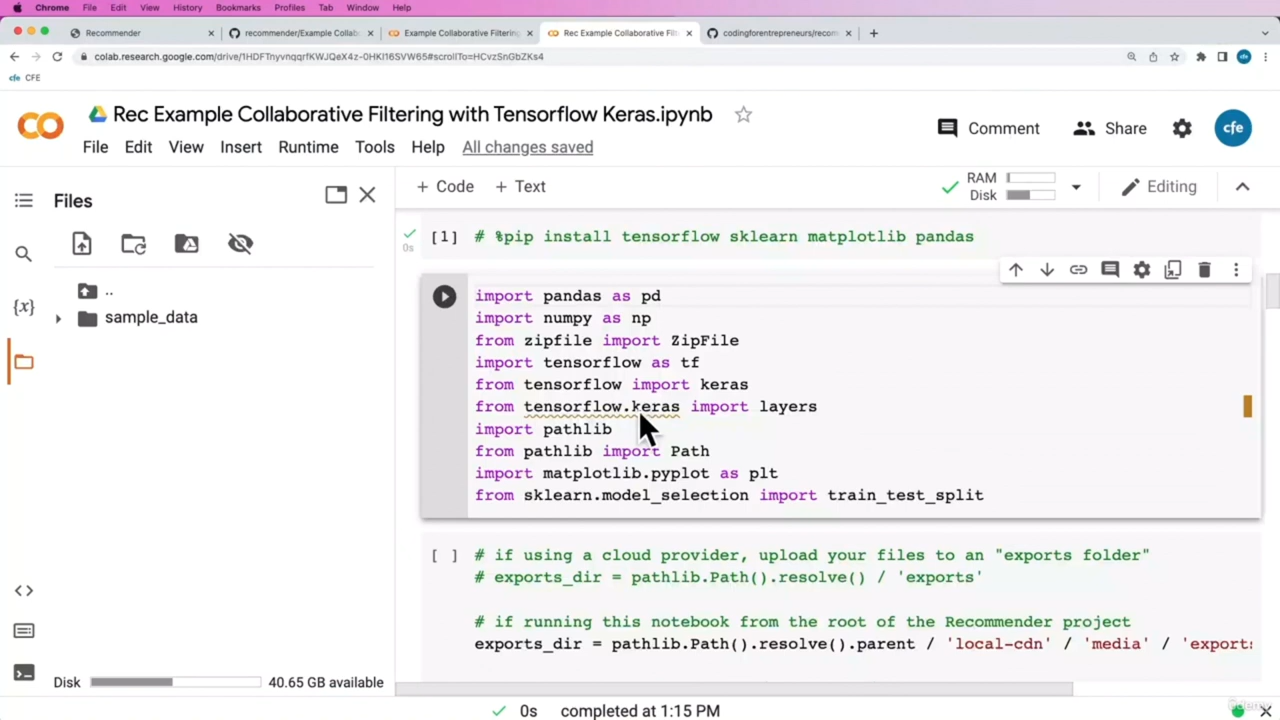 Chrome File Edit View History Bookmarks Profiles Tab Window Help
Recommender recommender/Example Collab Example Collaborative Filtering Rec Example Collaborative Filt codingforentrepreneurs/recom
colab.research.google.com/drive/1HDFTnyvnqqrfKWJQeX4z-0HKI16SVW65#scrollTo=HCvzSnGbZKs4
cfe CFE
CO Rec Example Collaborative Filtering with Tensorflow Keras.ipynb
Comment Share cfe
File Edit View Insert Runtime Tools Help All changes saved
Files
+ Code + Text RAM Disk Editing
[1] # %pip install tensorflow sklearn matplotlib pandas
0s
..
sample_data
{x}
import pandas as pd
import numpy as np
from zipfile import ZipFile
import tensorflow as tf
from tensorflow import keras
from tensorflow.keras import layers
import pathlib
from pathlib import Path
import matplotlib.pyplot as plt
from sklearn.model_selection import train_test_split
[ ] # if using a cloud provider, upload your files to an "exports folder"
# exports_dir = pathlib.Path().resolve() / 'exports'
# if running this notebook from the root of the Recommender project
exports_dir = pathlib.Path().resolve().parent / 'local-cdn' / 'media' / 'exports
Disk 40.65 GB available
0s completed at 1:15 PM
Udemy